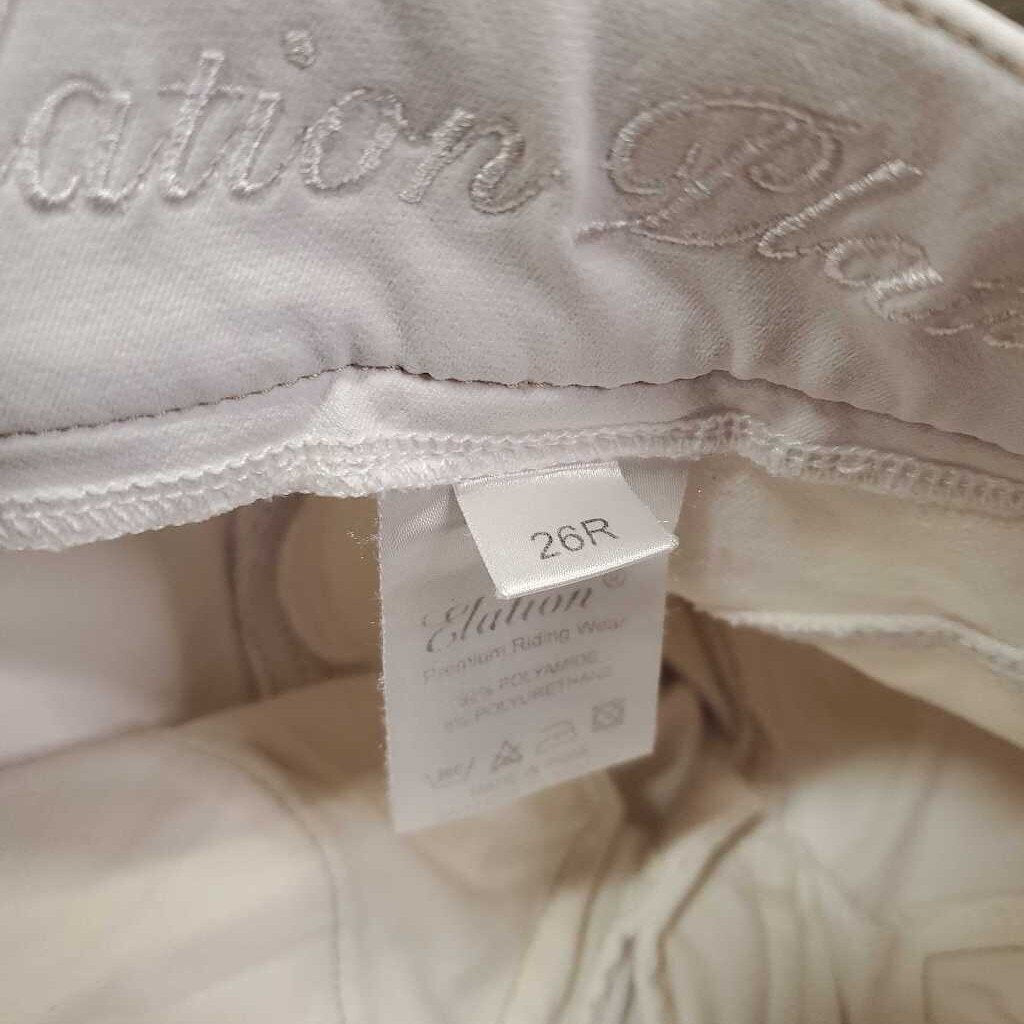 ation Pla
26R
Elation®
Premium Riding Wear
% POLYAMIDE
% POLYURETHANE